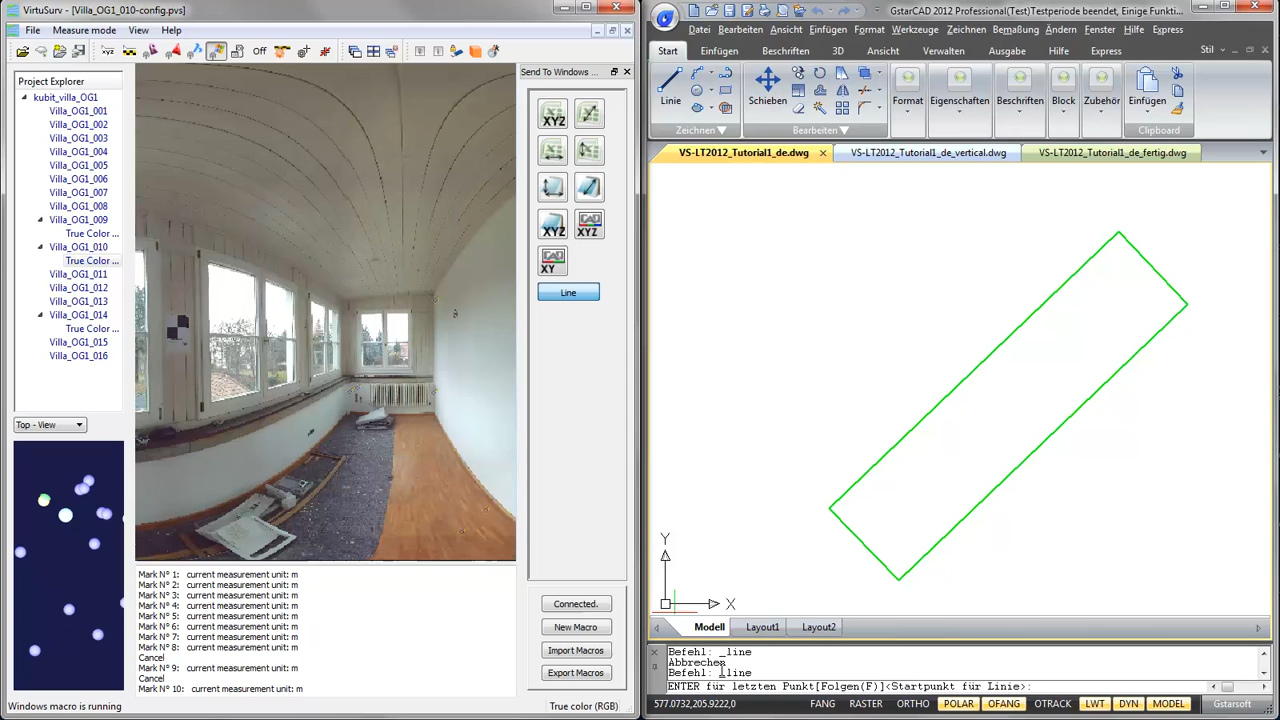 VirtuSurv - [Villa_OG1_010-config.pvs]
File Measure mode View Help
Off
Project Explorer
kubit_villa_OG1
Villa_OG1_001
Villa_OG1_002
Villa_OG1_003
Villa_OG1_004
Villa_OG1_005
Villa_OG1_006
Villa_OG1_007
Villa_OG1_008
Villa_OG1_009
True Color ...
Villa_OG1_010
True Color ...
Villa_OG1_011
Villa_OG1_012
Villa_OG1_013
Villa_OG1_014
True Color ...
Villa_OG1_015
Villa_OG1_016
Top - View
Send To Windows ...
XYZ
XYZ
CAD XYZ
CAD
XY
Line
Connected.
New Macro
Import Macros
Export Macros
Mark N° 1: current measurement unit: m
Mark N° 2: current measurement unit: m
Mark N° 3: current measurement unit: m
Mark N° 4: current measurement unit: m
Mark N° 5: current measurement unit: m
Mark N° 6: current measurement unit: m
Mark N° 7: current measurement unit: m
Mark N° 8: current measurement unit: m
Cancel
Mark N° 9: current measurement unit: m
Cancel
Mark N° 10: current measurement unit: m
Windows macro is running
True color (RGB)
GstarCAD 2012 Professional(Test)Testperiode beendet, Einige Funkti...
Datei Bearbeiten Ansicht Einfügen Format Werkzeuge Zeichnen Bemaßung Ändern Fenster Hilfe Express
Start Einfügen Beschriften 3D Ansicht Verwalten Ausgabe Hilfe Express Stil
Linie Schieben Format Eigenschaften Beschriften Block Zubehör Einfügen
Zeichnen Bearbeiten Clipboard
VS-LT2012_Tutorial1_de.dwg VS-LT2012_Tutorial1_de_vertical.dwg VS-LT2012_Tutorial1_de_fertig.dwg
Y
X
Modell Layout1 Layout2
Befehl: _line
Abbrechen
Befehl: _line
ENTER für letzten Punkt[Folgen(F)]<Startpunkt für Linie>:
577.0732,205.9222,0 FANG RASTER ORTHO POLAR OFANG OTRACK LWT DYN MODELL Gstarsoft